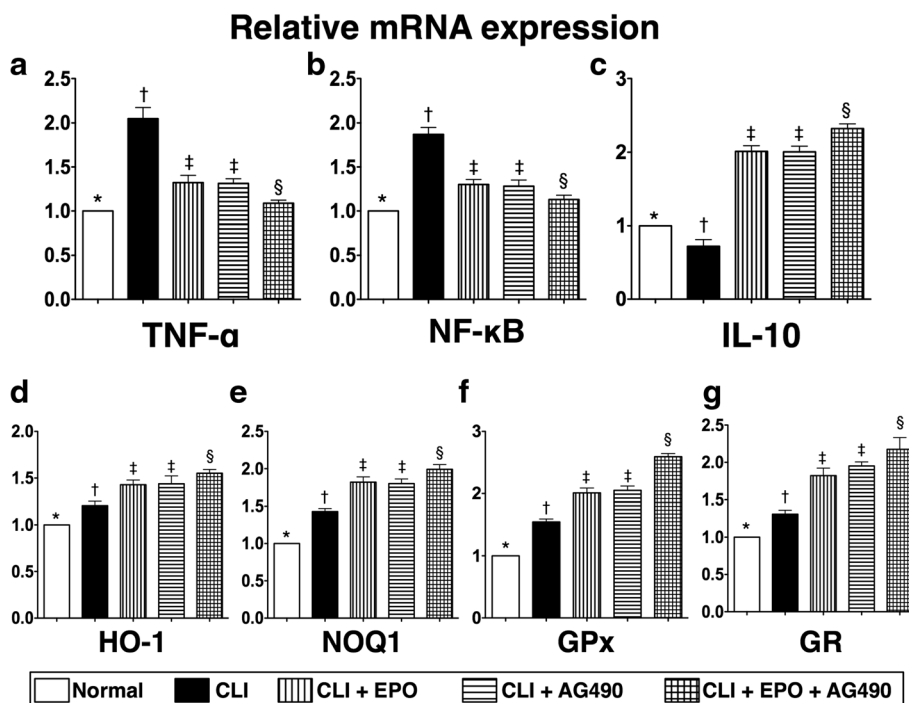 Relative mRNA expression
a b c
2.5 † 2.5 † 3 §
2.0 2.0 ‡ ‡
1.5 ‡ ‡ 1.5 ‡ ‡ 2
* § * §
1.0 1.0 * † 1
0.5 0.5
0.0 0.0 0
TNF-α NF-κB IL-10
d e f g
2.0 2.5 3 2.5
‡ ‡ § ‡ ‡ § ‡ ‡ § ‡ ‡ §
1.5 2.0 2 2.0
* † * † * † * †
1.0 1.5 1 1.5
0.5 1.0 1.0
0.0 0.5 0 0.5
0.0 0.0
HO-1 NOQ1 GPx GR
Normal CLI CLI + EPO CLI + AG490 CLI + EPO + AG490